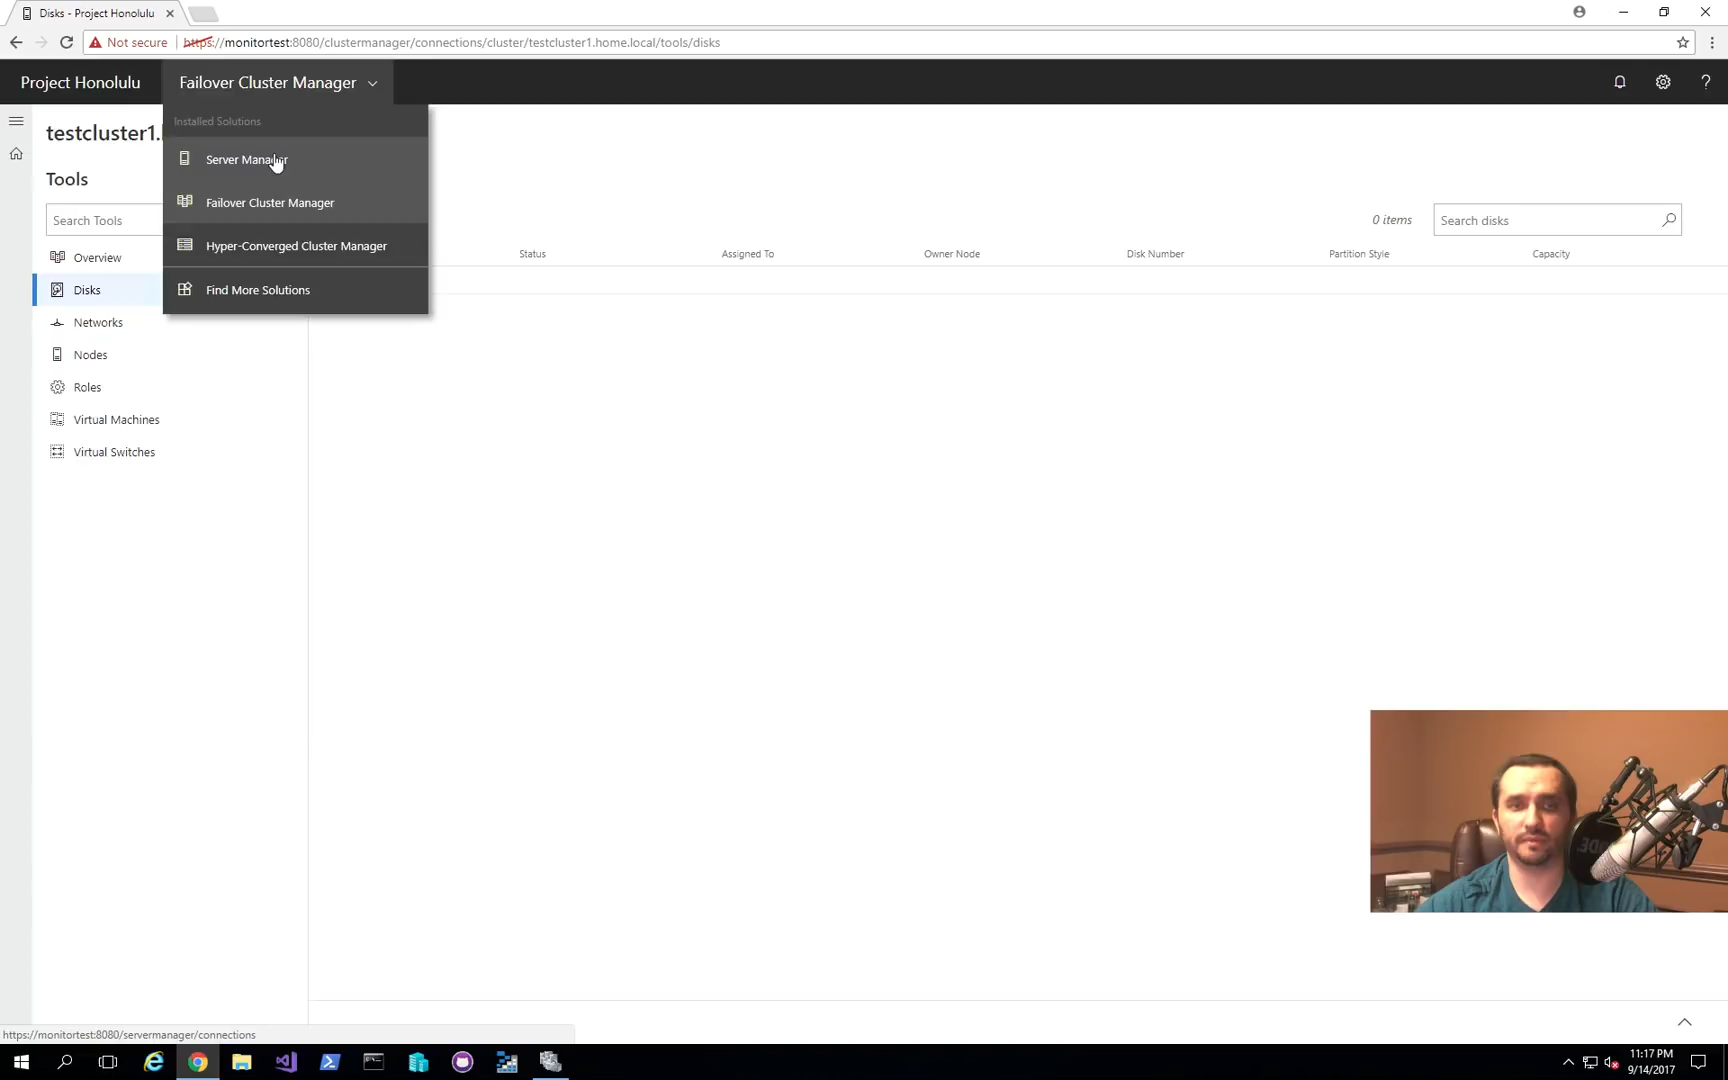 Disks - Project Honolulu
Not secure
https://monitortest:8080/clustermanager/connections/cluster/testcluster1.home.local/tools/disks
Project Honolulu
Failover Cluster Manager
Installed Solutions
Server Manager
Failover Cluster Manager
Hyper-Converged Cluster Manager
Find More Solutions
testcluster1.
Tools
Search Tools
Overview
Disks
Networks
Nodes
Roles
Virtual Machines
Virtual Switches
0 items
Search disks
Status
Assigned To
Owner Node
Disk Number
Partition Style
Capacity
https://monitortest:8080/servermanager/connections
11:17 PM
9/14/2017